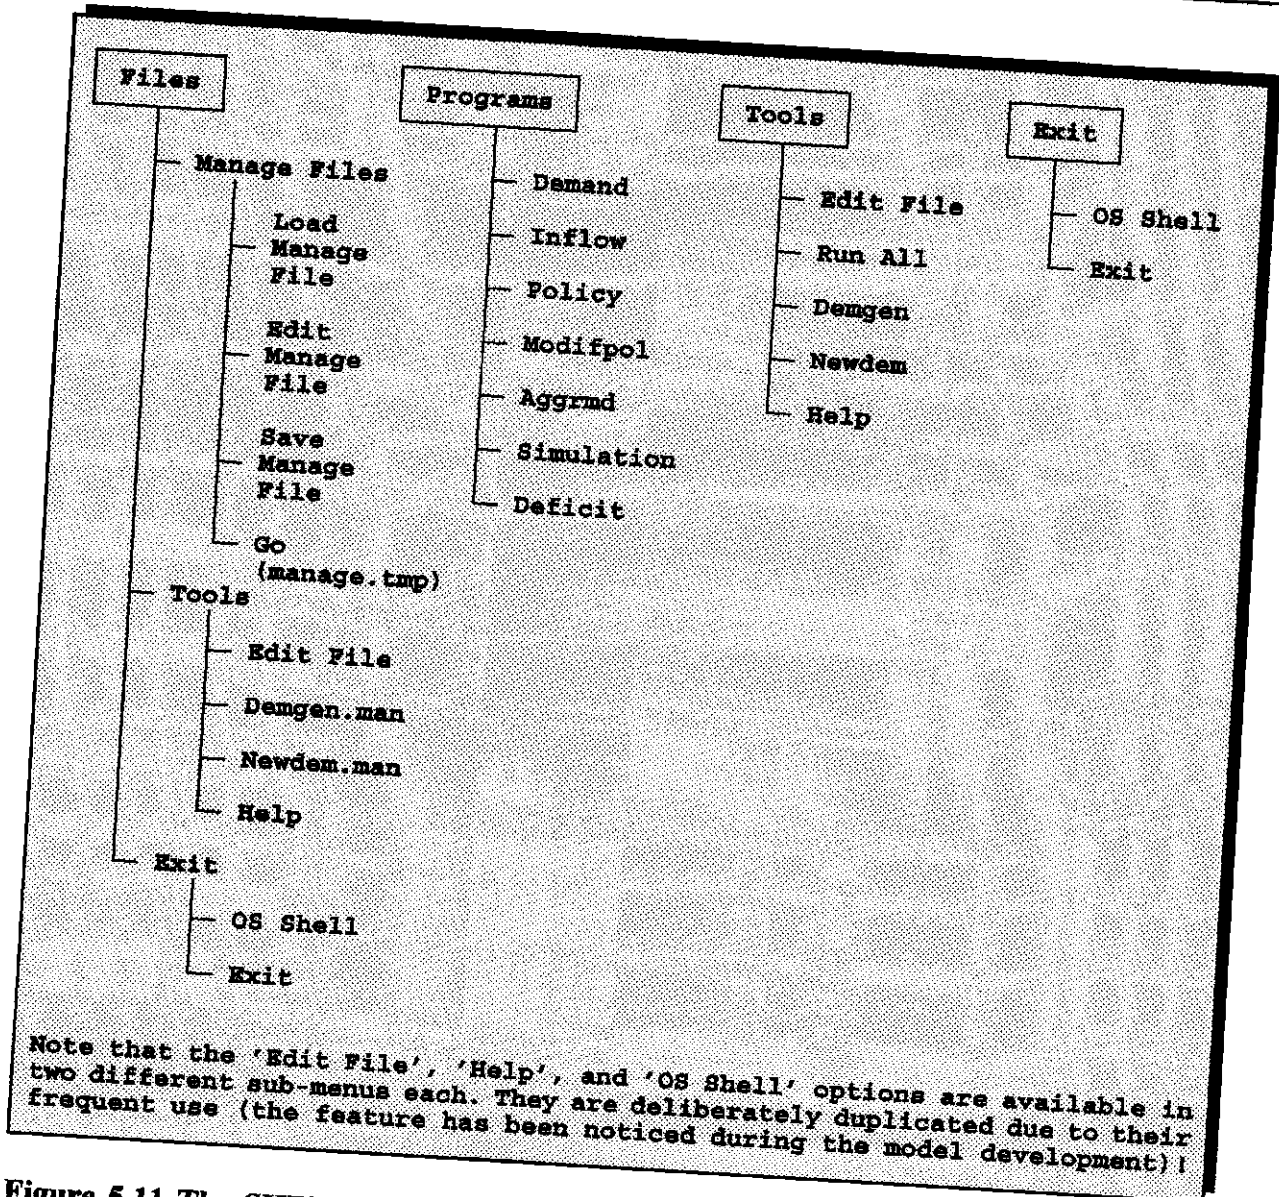 Files
Manage Files
Load
Manage
File
Edit
Manage
File
Save
Manage
File
Go
(manage.tmp)
Tools
Edit File
Demgen.man
Newdem.man
Help
Exit
OS Shell
Exit
Programs
Demand
Inflow
Policy
Modifpol
Aggrmd
Simulation
Deficit
Tools
Edit File
Run All
Demgen
Newdem
Help
Exit
OS Shell
Exit
Note that the 'Edit File', 'Help', and 'OS Shell' options are available in
two different sub-menus each. They are deliberately duplicated due to their
frequent use (the feature has been noticed during the model development)!
Figure 5.11 The